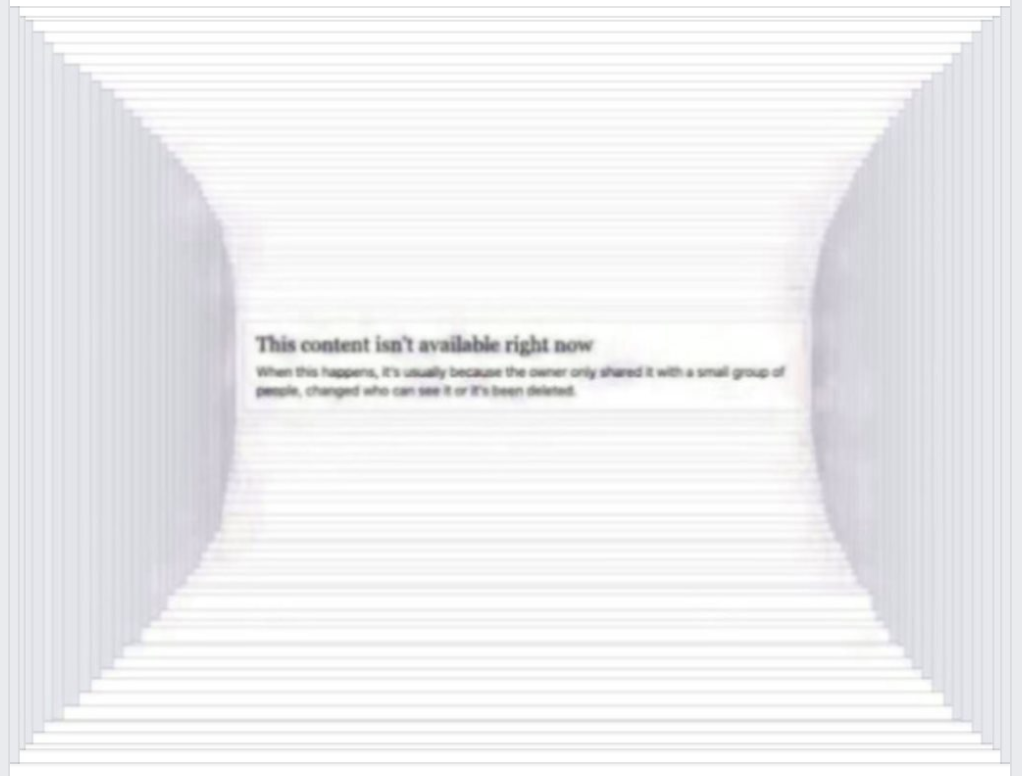 This content isn't available right now
When this happens, it's usually because the owner only shared it with a small group of
people, changed who can see it or it's been deleted.